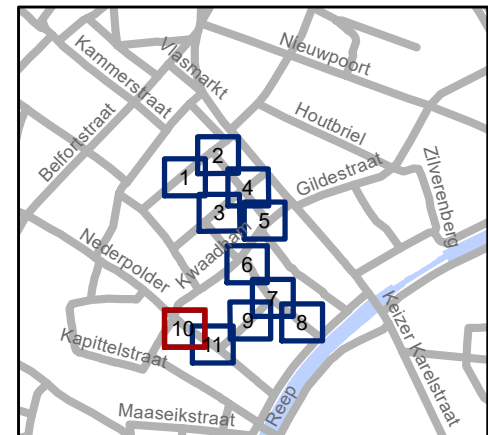 Vlasmarkt
Nieuwpoort
Kammerstraat
Houtbriel
Belfortstraat
Zilverenberg
Gildestraat
2
1
4
3
5
Kwaadham
6
Nederpolder
7
9
8
10
11
Kapittelstraat
Keizer Karelstraat
Maaseikstraat
Reep